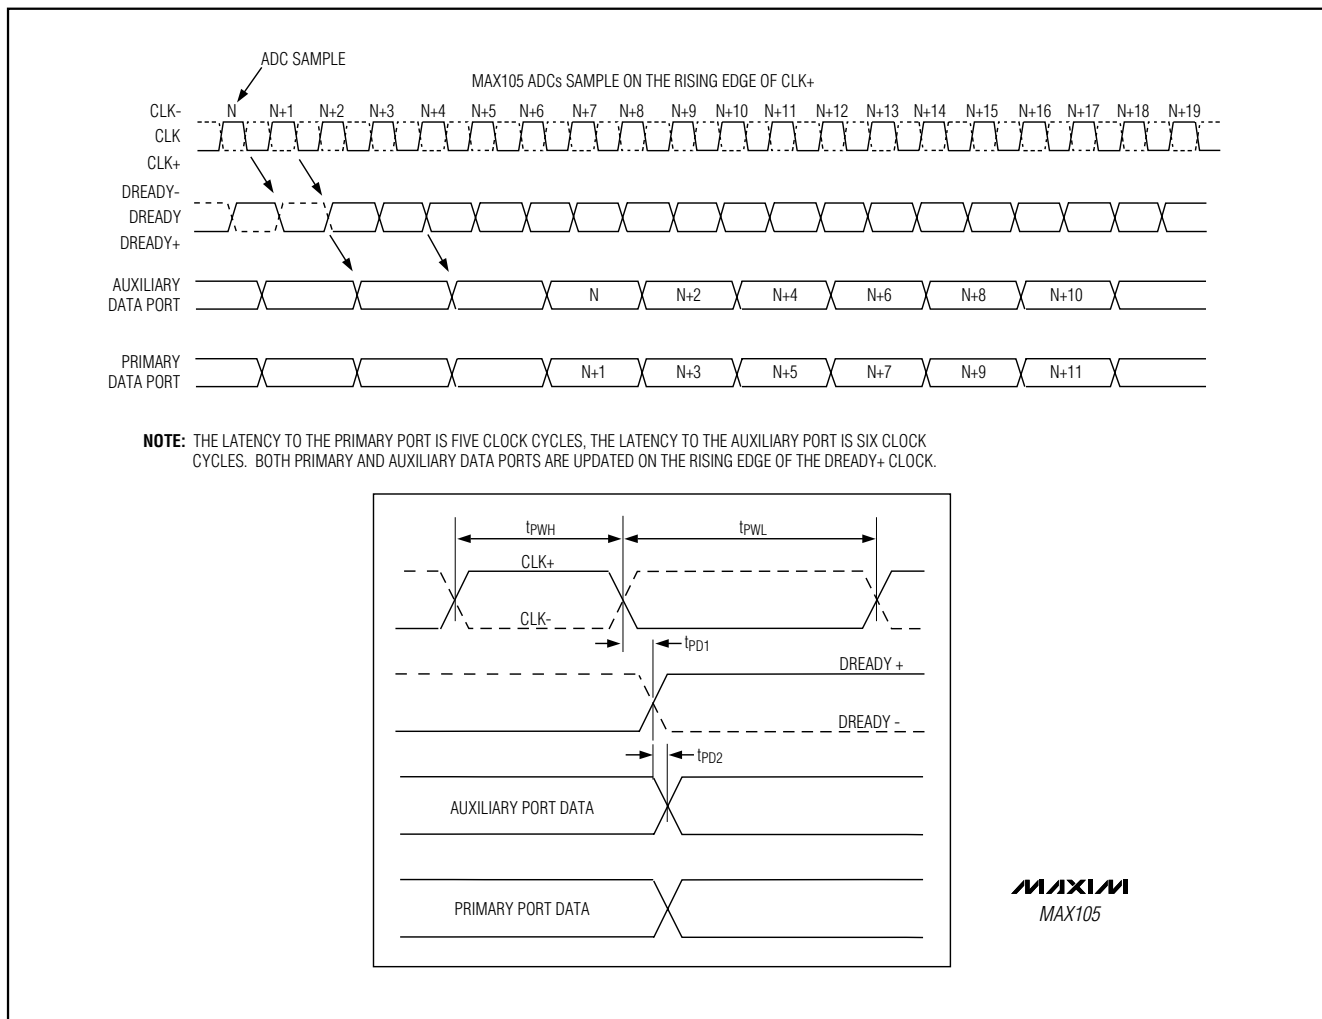 ADC SAMPLE
MAX105 ADCs SAMPLE ON THE RISING EDGE OF CLK+
CLK-
N N+1 N+2 N+3 N+4 N+5 N+6 N+7 N+8 N+9 N+10 N+11 N+12 N+13 N+14 N+15 N+16 N+17 N+18 N+19
CLK
CLK+
DREADY-
DREADY
DREADY+
AUXILIARY
DATA PORT
N N+2 N+4 N+6 N+8 N+10
PRIMARY
DATA PORT
N+1 N+3 N+5 N+7 N+9 N+11
NOTE: THE LATENCY TO THE PRIMARY PORT IS FIVE CLOCK CYCLES, THE LATENCY TO THE AUXILIARY PORT IS SIX CLOCK
CYCLES. BOTH PRIMARY AND AUXILIARY DATA PORTS ARE UPDATED ON THE RISING EDGE OF THE DREADY+ CLOCK.
tPWH tPWL
CLK+
CLK-
tPD1
DREADY +
DREADY -
tPD2
AUXILIARY PORT DATA
PRIMARY PORT DATA
MAXIM
MAX105